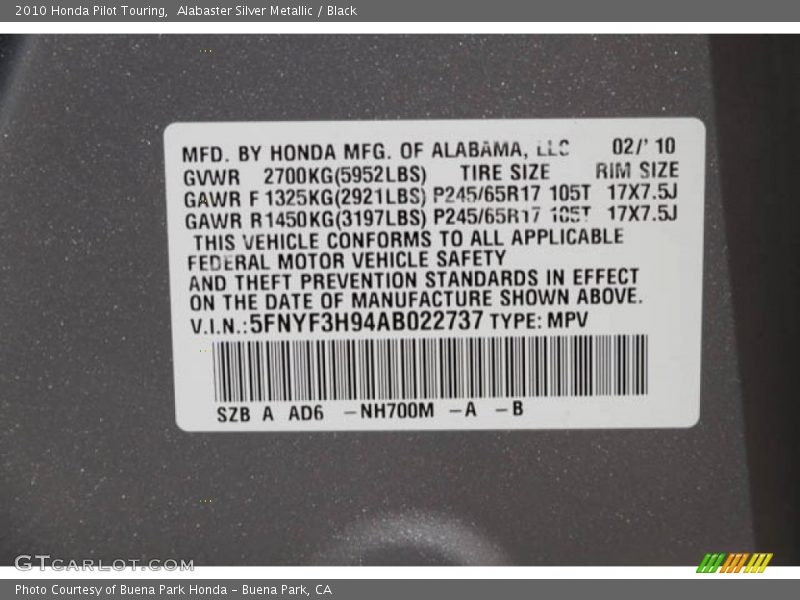 2010 Honda Pilot Touring,  Alabaster Silver Metallic / Black
MFD. BY HONDA MFG. OF ALABAMA, LLC 02/' 10
GVWR 2700KG(5952LBS) TIRE SIZE RIM SIZE
GAWR F 1325KG(2921LBS) P245/65R17 105T 17X7.5J
GAWR R 1450KG(3197LBS) P245/65R17 105T 17X7.5J
THIS VEHICLE CONFORMS TO ALL APPLICABLE
FEDERAL MOTOR VEHICLE SAFETY
AND THEFT PREVENTION STANDARDS IN EFFECT
ON THE DATE OF MANUFACTURE SHOWN ABOVE.
V.I.N.: 5FNYF3H94AB022737 TYPE: MPV
SZB A AD6 -NH700M -A -B
GTCARLOT.COM
Photo Courtesy of Buena Park Honda - Buena Park, CA